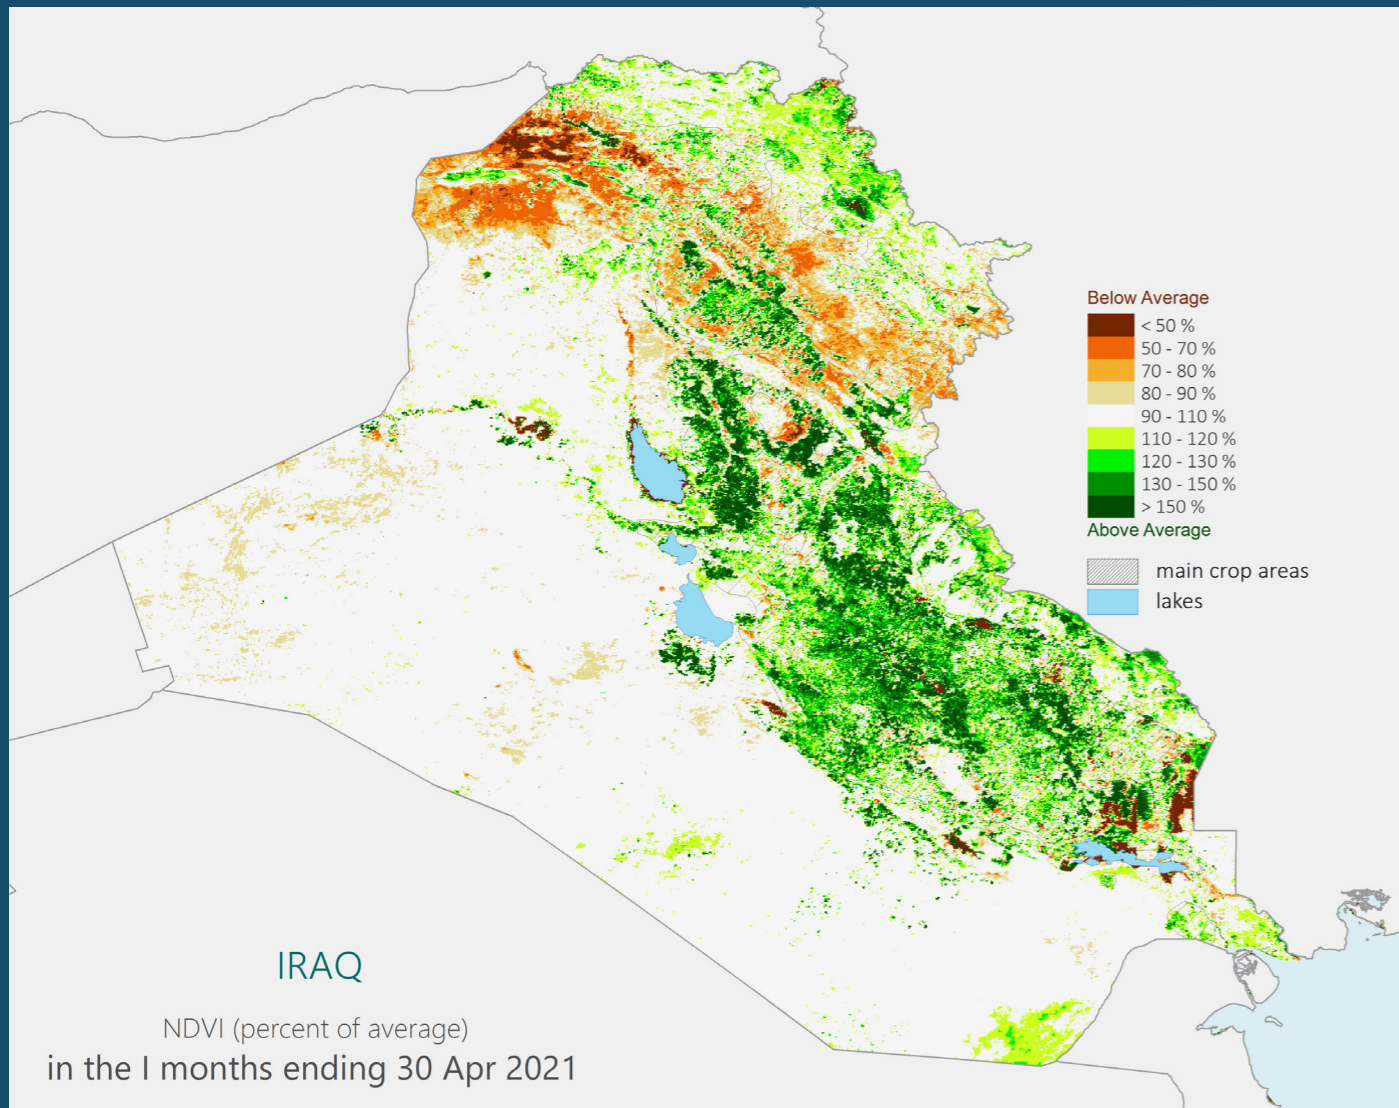 Below Average
< 50 %
50 - 70 %
70 - 80 %
80 - 90 %
90 - 110 %
110 - 120 %
120 - 130 %
130 - 150 %
> 150 %
Above Average
main crop areas
lakes
IRAQ
NDVI (percent of average)
in the I months ending 30 Apr 2021